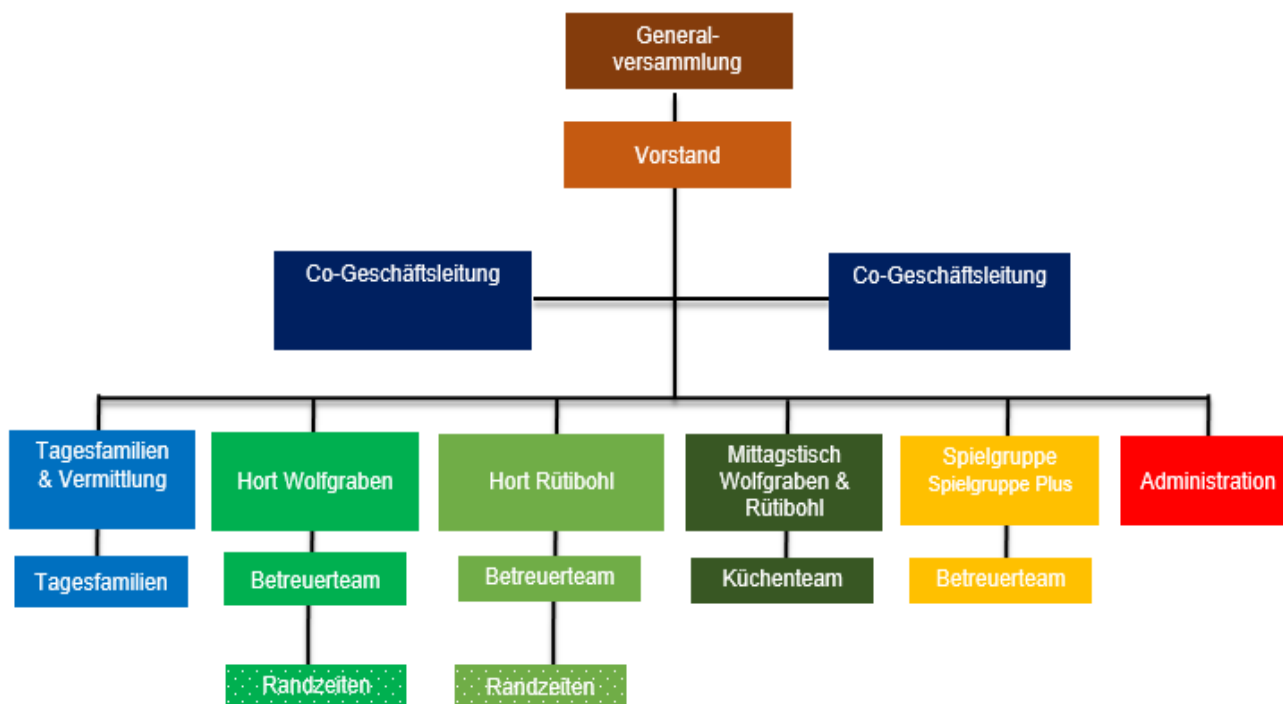 General-
versammlung
Vorstand
Co-Geschäftsleitung
Co-Geschäftsleitung
Tagesfamilien
& Vermittlung
Hort Wolfgraben
Hort Rütibohl
Mittagstisch
Wolfgraben &
Rütibohl
Spielgruppe
Spielgruppe Plus
Administration
Tagesfamilien
Betreuerteam
Betreuerteam
Küchenteam
Betreuerteam
Randzeiten
Randzeiten